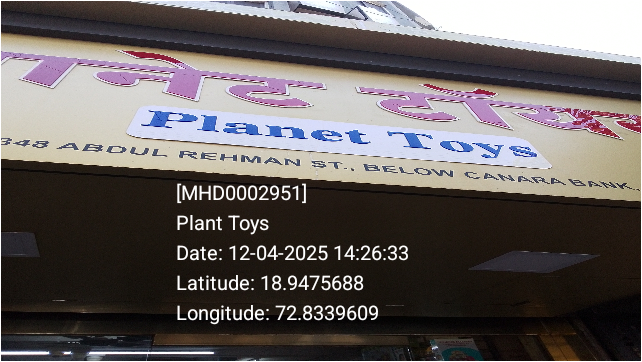 Planet Toys
348 ABDUL REHMAN ST., BELOW CANARA BANK,
[MHD0002951]
Plant Toys
Date: 12-04-2025 14:26:33
Latitude: 18.9475688
Longitude: 72.8339609